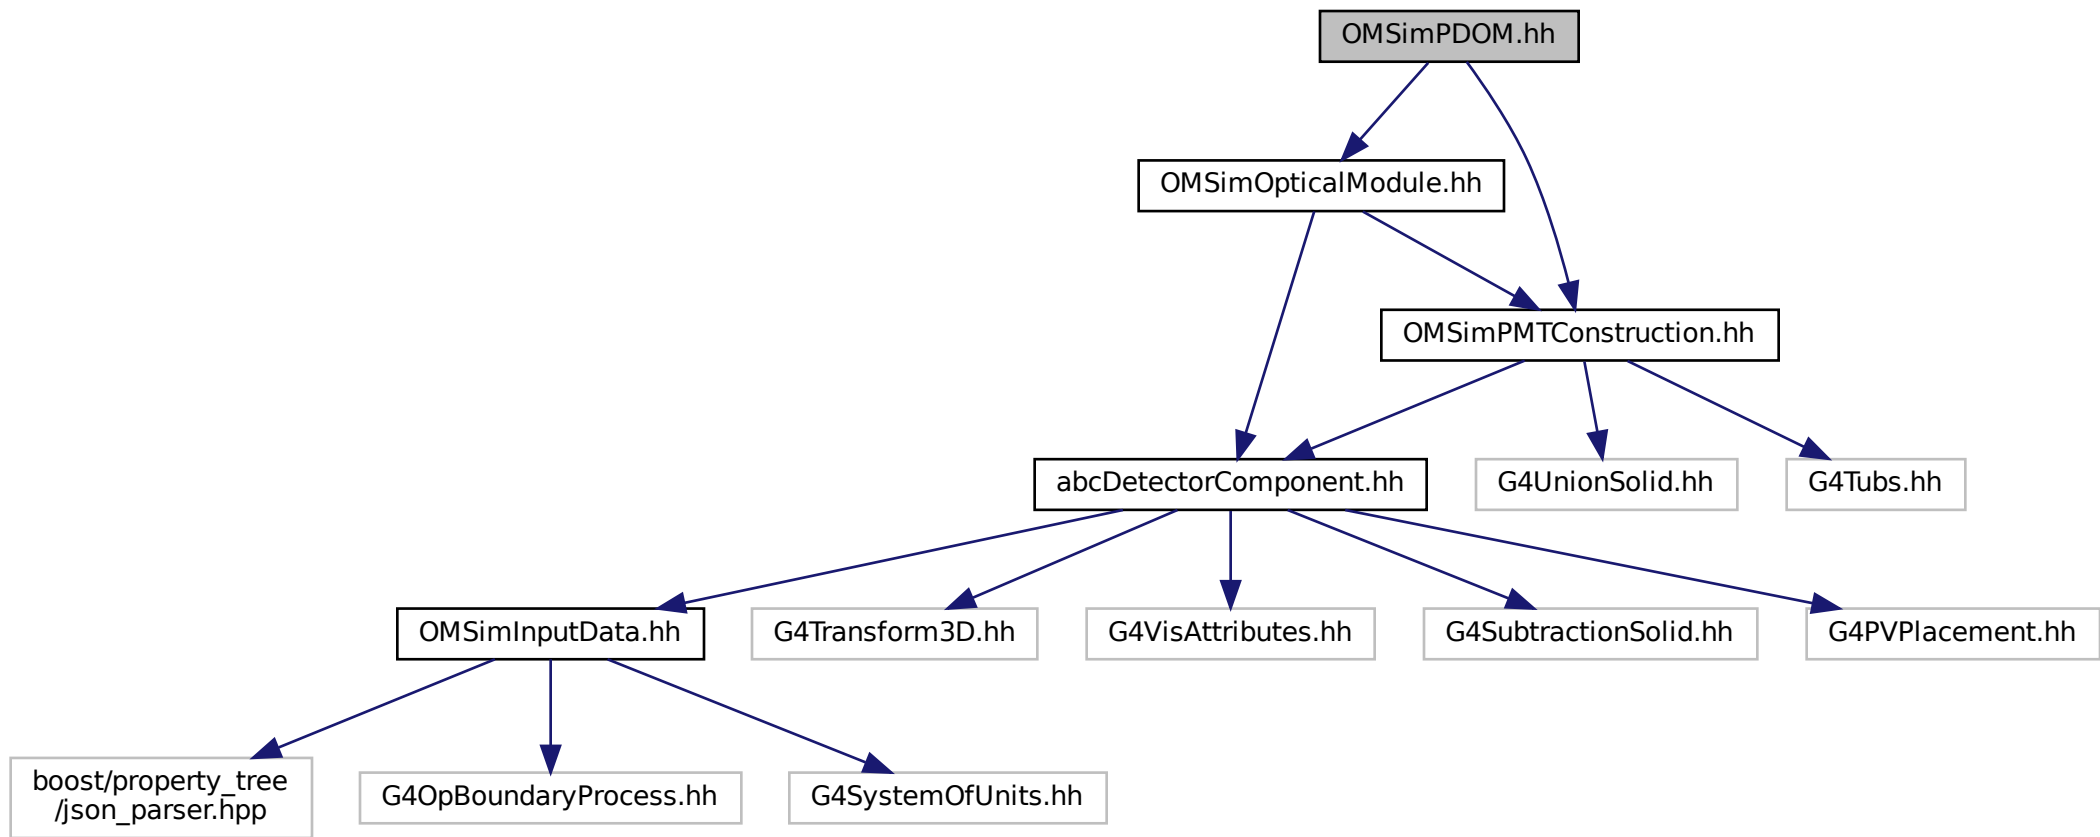 OMSimPDOM.hh
OMSimOpticalModule.hh
OMSimPMTConstruction.hh
abcDetectorComponent.hh
G4UnionSolid.hh
G4Tubs.hh
OMSimInputData.hh
G4Transform3D.hh
G4VisAttributes.hh
G4SubtractionSolid.hh
G4PVPlacement.hh
boost/property_tree
/json_parser.hpp
G4OpBoundaryProcess.hh
G4SystemOfUnits.hh